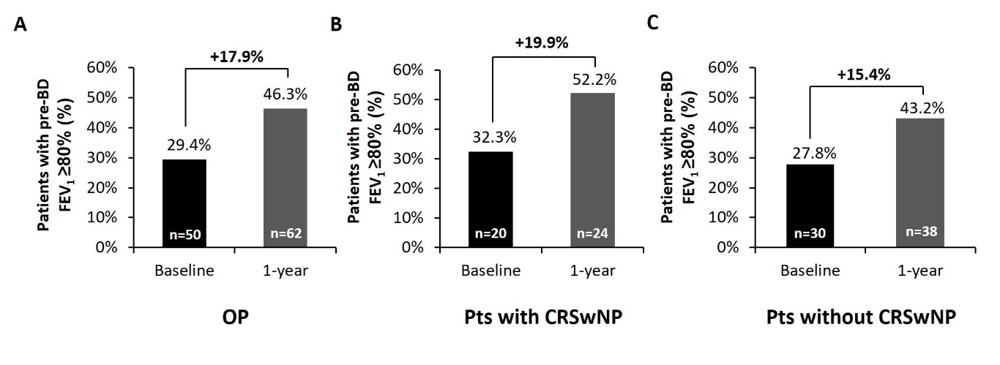 A
Patients with pre-BD
FEV1 ≥80% (%)
+17.9%
60%
50%
40%
30%
20%
10%
0%
29.4%
46.3%
n=50
n=62
Baseline
1-year
OP
B
Patients with pre-BD
FEV1 ≥80% (%)
+19.9%
60%
50%
40%
30%
20%
10%
0%
32.3%
52.2%
n=20
n=24
Baseline
1-year
Pts with CRSwNP
C
Patients with pre-BD
FEV1 ≥80% (%)
+15.4%
60%
50%
40%
30%
20%
10%
0%
27.8%
43.2%
n=30
n=38
Baseline
1-year
Pts without CRSwNP